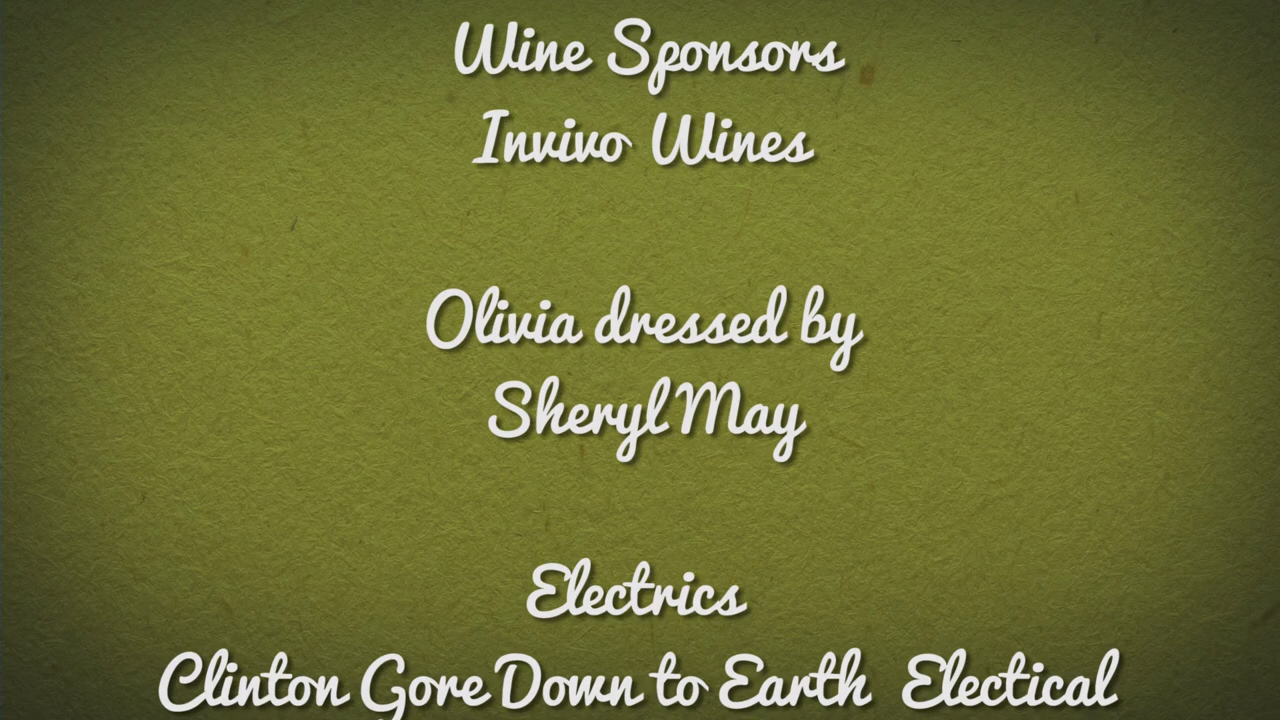 Wine Sponsors
Invivo Wines
Olivia dressed by
Sheryl May
Electrics
Clinton Gore Down to Earth Electical